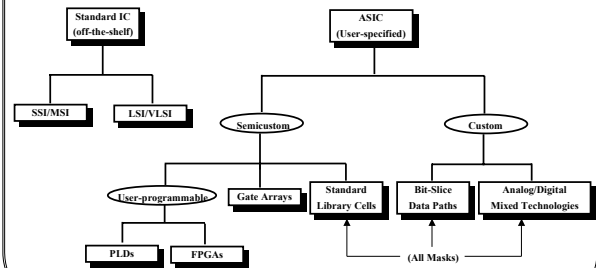 Standard IC
(off-the-shelf)
ASIC
(User-specified)
SSI/MSI
LSI/VLSI
Semicustom
Custom
User-programmable
Gate Arrays
Standard
Library Cells
Bit-Slice
Data Paths
Analog/Digital
Mixed Technologies
PLDs
FPGAs
(All Masks)